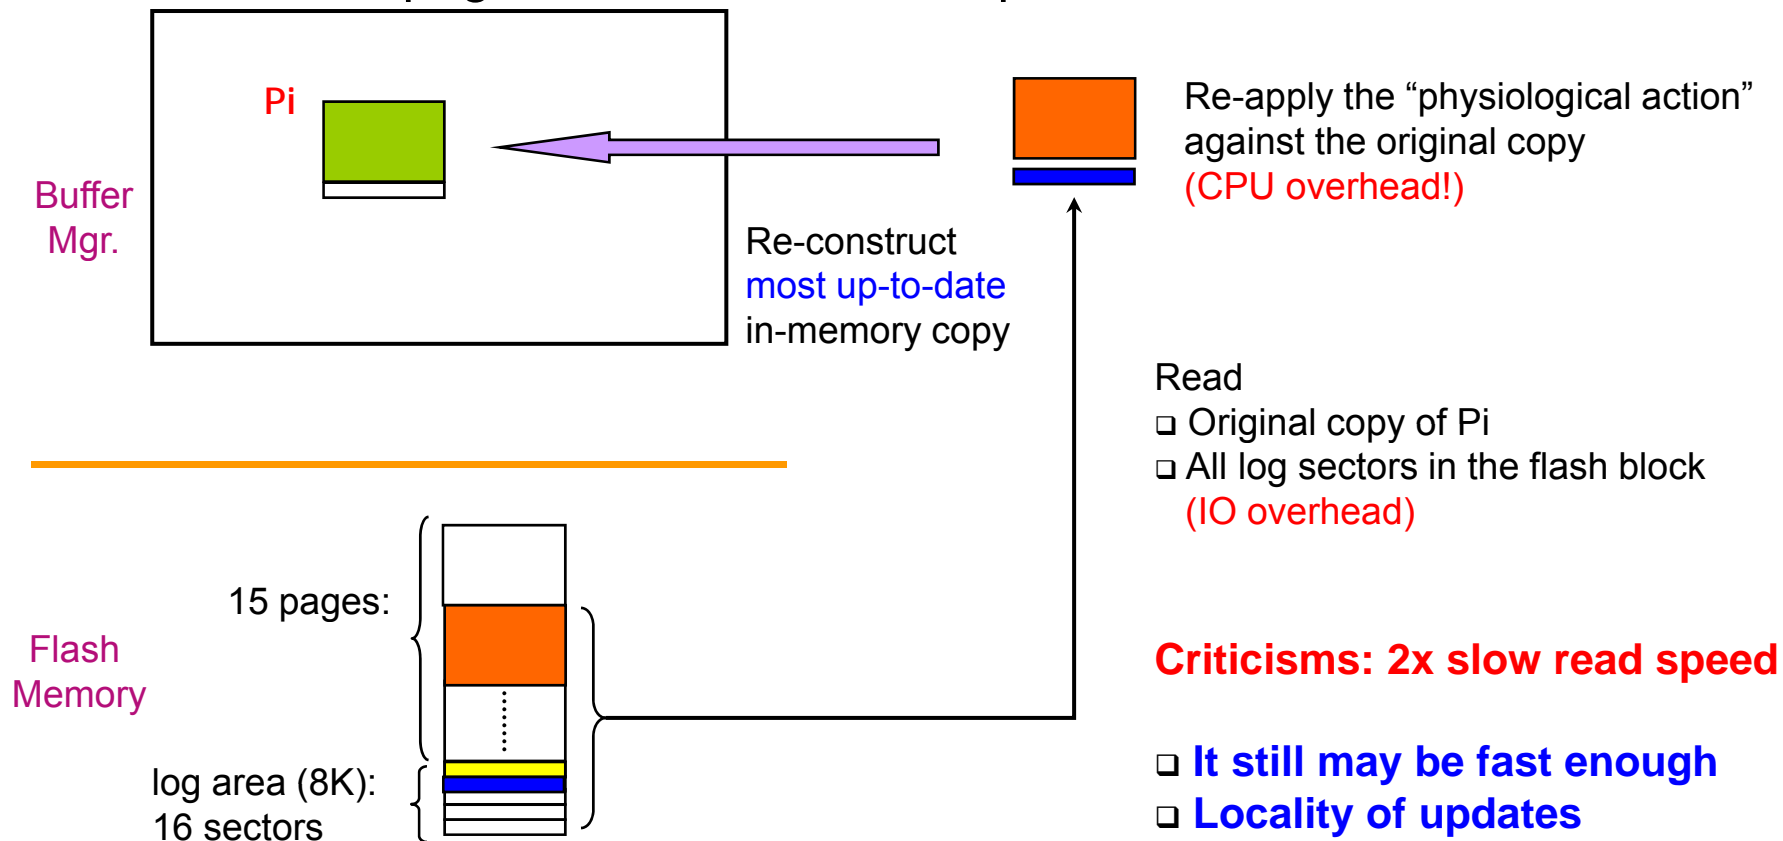 Pi
Buffer
Mgr.
Re-construct
most up-to-date
in-memory copy
Re-apply the “physiological action”
against the original copy
(CPU overhead!)
Read
❑ Original copy of Pi
❑ All log sectors in the flash block
(IO overhead)
15 pages:
Flash
Memory
log area (8K):
16 sectors
Criticisms: 2x slow read speed
❑ It still may be fast enough
❑ Locality of updates